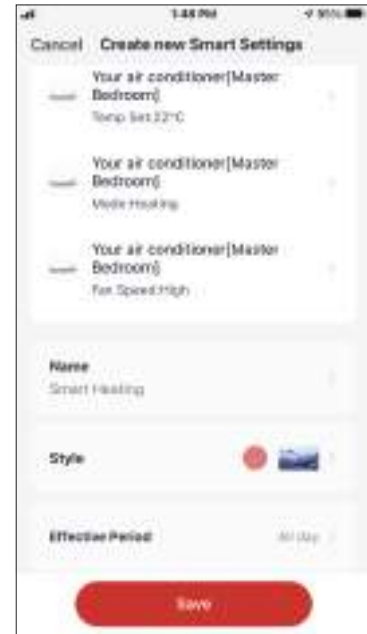 1:48 PM
95%
Cancel Create new Smart Settings
Your air conditioner[Master
Bedroom]
Temp Set:22°C
Your air conditioner[Master
Bedroom]
Mode:Heating
Your air conditioner[Master
Bedroom]
Fan Speed:High
Name
Smart Heating
Style
Effective Period All day
Save